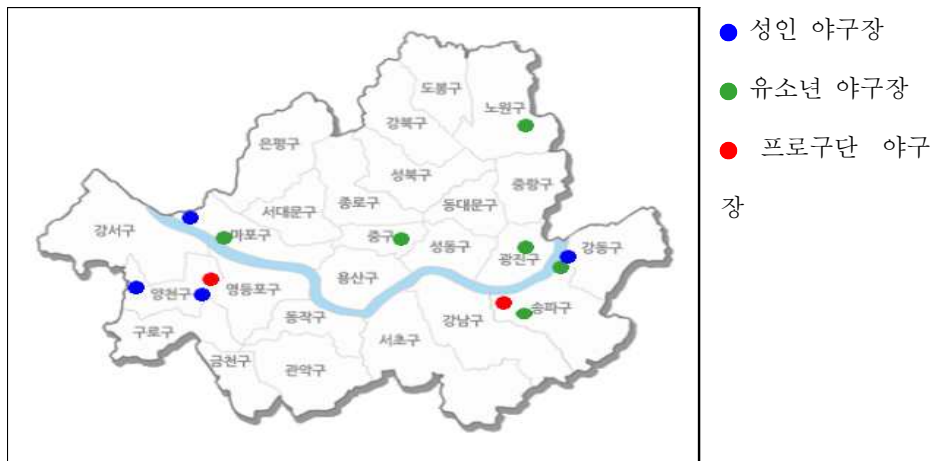 도봉구
노원구
강북구
은평구
성북구
중랑구
서대문구
종로구
동대문구
강서구
마포구
중구
성동구
광진구
강동구
양천구
영등포구
용산구
송파구
구로구
동작구
강남구
서초구
금천구
관악구
성인 야구장
유소년 야구장
프로구단 야구
장